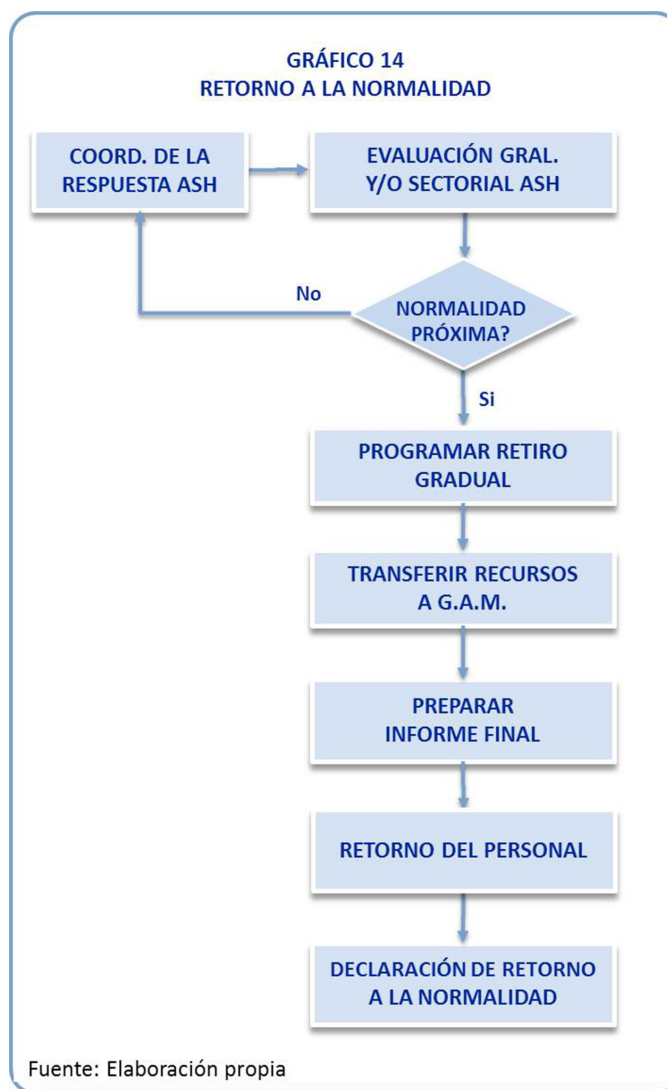 GRÁFICO 14
RETORNO A LA NORMALIDAD
COORD. DE LA
RESPUESTA ASH
EVALUACIÓN GRAL.
Y/O SECTORIAL ASH
No
NORMALIDAD
PRÓXIMA?
Si
PROGRAMAR RETIRO
GRADUAL
TRANSFERIR RECURSOS
A G.A.M.
PREPARAR
INFORME FINAL
RETORNO DEL PERSONAL
DECLARACIÓN DE RETORNO
A LA NORMALIDAD
Fuente: Elaboración propia